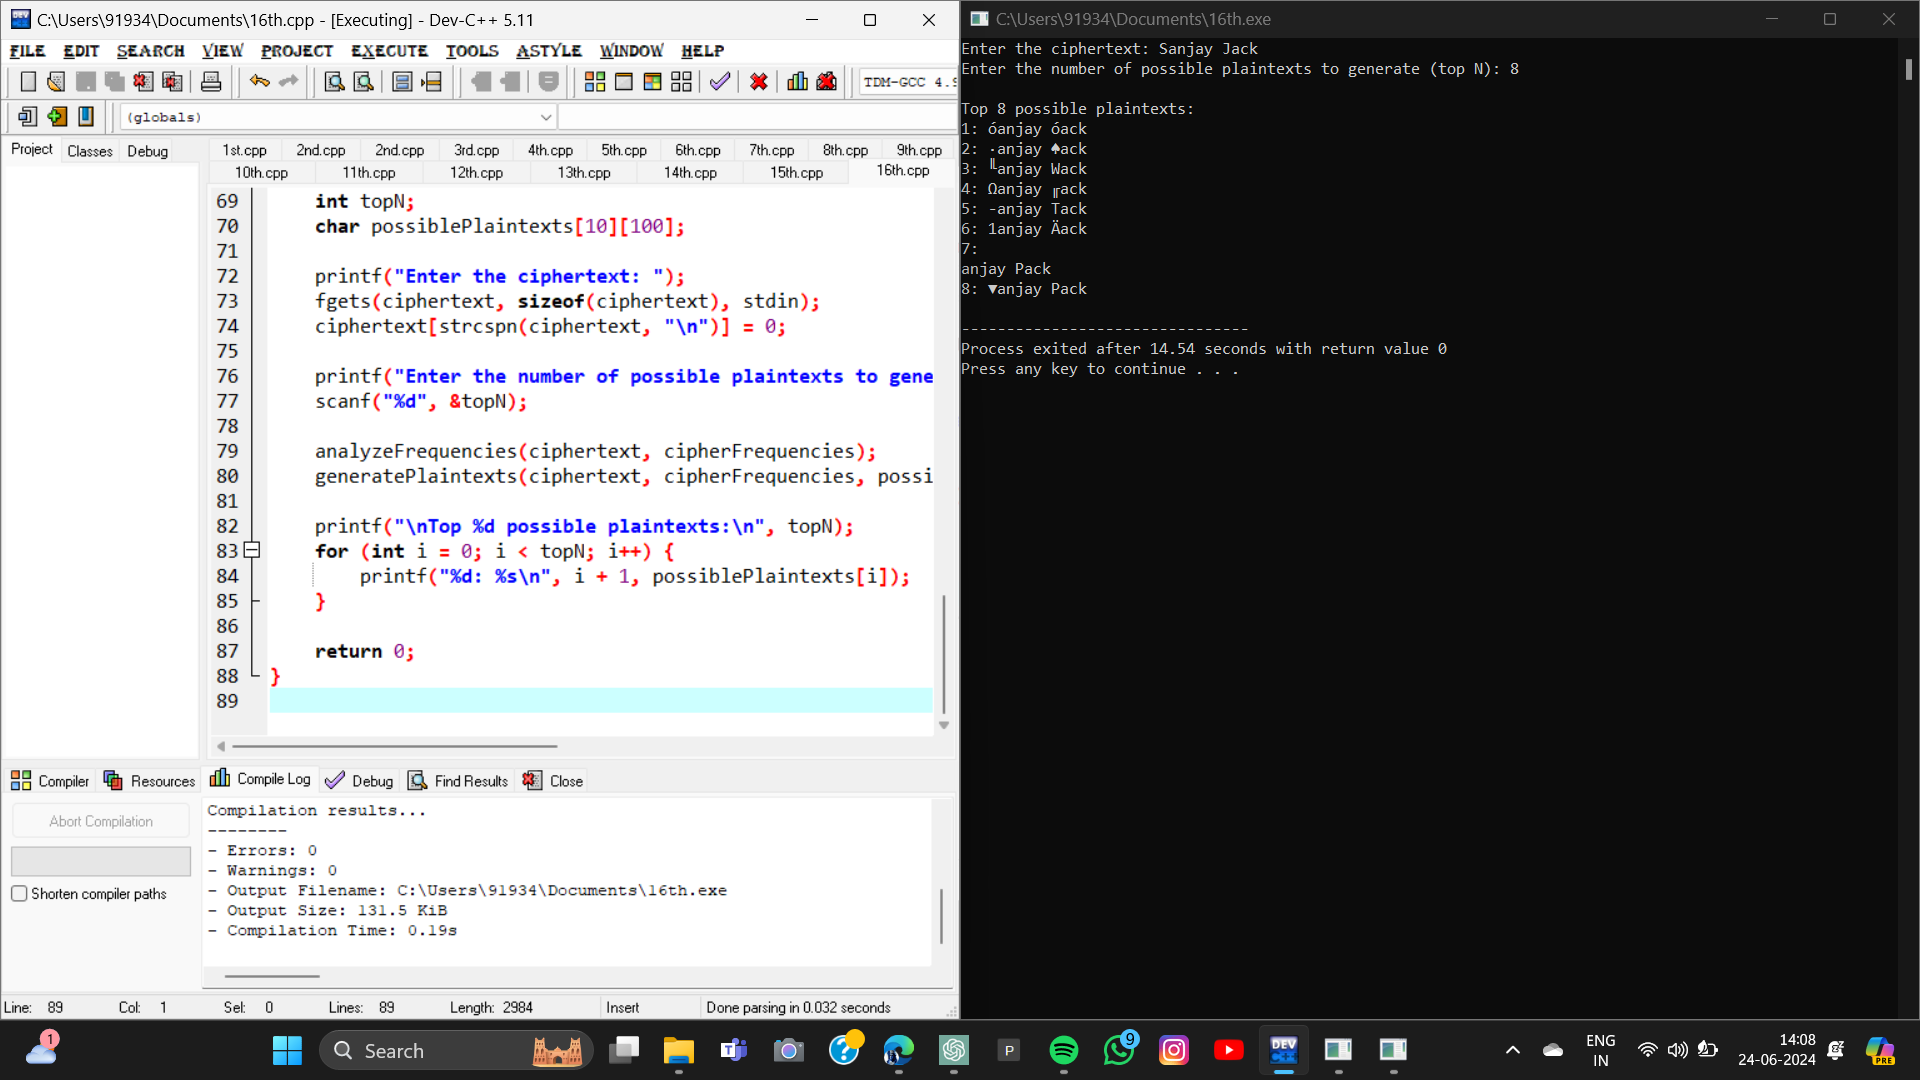 C:\Users\91934\Documents\16th.cpp - [Executing] - Dev-C++ 5.11
FILE EDIT SEARCH VIEW PROJECT EXECUTE TOOLS ASTYLE WINDOW HELP
TDM-GCC 4.9
(globals)
Project Classes Debug
1st.cpp 2nd.cpp 2nd.cpp 3rd.cpp 4th.cpp 5th.cpp 6th.cpp 7th.cpp 8th.cpp 9th.cpp
10th.cpp 11th.cpp 12th.cpp 13th.cpp 14th.cpp 15th.cpp 16th.cpp
69 int topN;
70 char possiblePlaintexts[10][100];
71
72 printf("Enter the ciphertext: ");
73 fgets(ciphertext, sizeof(ciphertext), stdin);
74 ciphertext[strcspn(ciphertext, "\n")] = 0;
75
76 printf("Enter the number of possible plaintexts to gene
77 scanf("%d", &topN);
78
79 analyzeFrequencies(ciphertext, cipherFrequencies);
80 generatePlaintexts(ciphertext, cipherFrequencies, possi
81
82 printf("\nTop %d possible plaintexts:\n", topN);
83 for (int i = 0; i < topN; i++) {
84 printf("%d: %s\n", i + 1, possiblePlaintexts[i]);
85 }
86
87 return 0;
88 }
89
Compiler Resources Compile Log Debug Find Results Close
Abort Compilation
Shorten compiler paths
Compilation results...
--------
- Errors: 0
- Warnings: 0
- Output Filename: C:\Users\91934\Documents\16th.exe
- Output Size: 131.5 KiB
- Compilation Time: 0.19s
Line: 89 Col: 1 Sel: 0 Lines: 89 Length: 2984 Insert Done parsing in 0.032 seconds
C:\Users\91934\Documents\16th.exe
Enter the ciphertext: Sanjay Jack
Enter the number of possible plaintexts to generate (top N): 8
Top 8 possible plaintexts:
1: óanjay óack
2: ·anjay ♠ack
3: ╙anjay Wack
4: Ωanjay ╓ack
5: -anjay Tack
6: 1anjay Äack
7:
anjay Pack
8: ▼anjay Pack
--------------------------------
Process exited after 14.54 seconds with return value 0
Press any key to continue . . .
1
Search
DEV
9
P
ENG
IN
14:08
24-06-2024
PRE